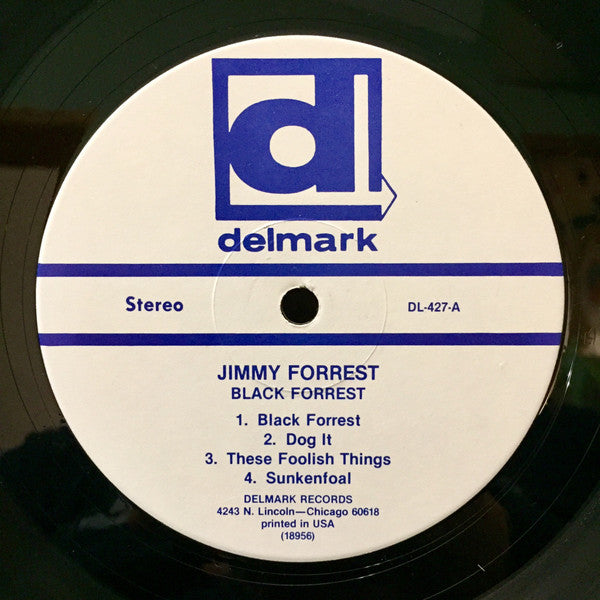 d
delmark
Stereo
DL-427-A
JIMMY FORREST
BLACK FORREST
1. Black Forrest
2. Dog It
3. These Foolish Things
4. Sunkenfoal
DELMARK RECORDS
4243 N. Lincoln—Chicago 60618
printed in USA
(18956)